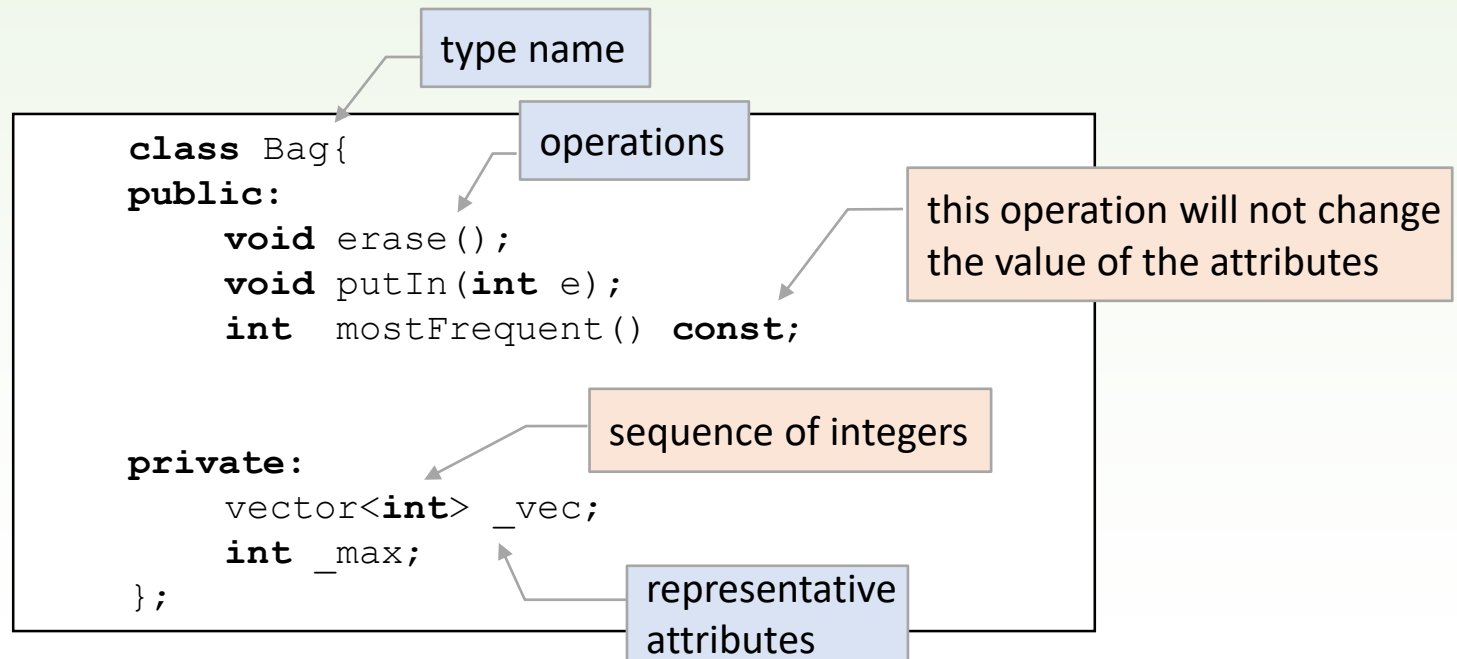 type name
operations
class Bag{
public:
void erase();
void putIn(int e);
int mostFrequent() const;
this operation will not change
the value of the attributes
sequence of integers
private:
vector<int> _vec;
int _max;
};
representative
attributes